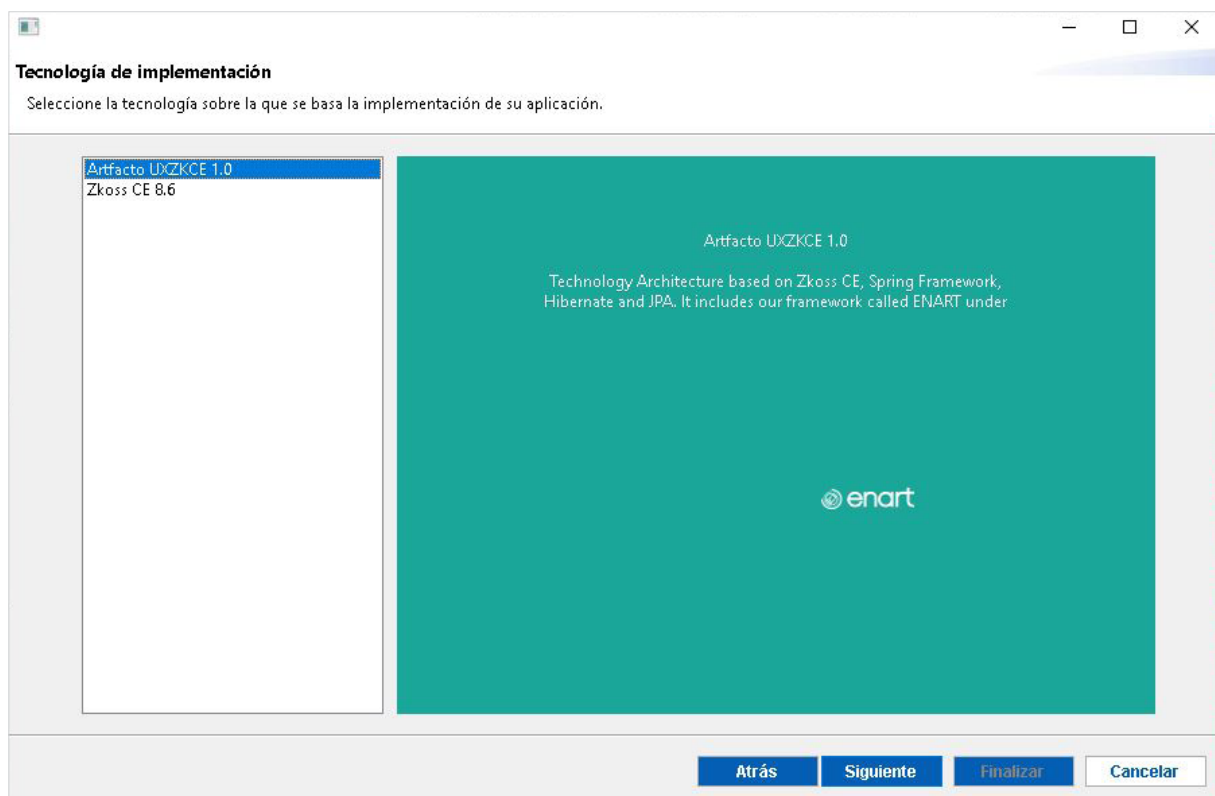 Tecnología de implementación
Seleccione la tecnología sobre la que se basa la implementación de su aplicación.
Artfacto UXZKCE 1.0
Zkoss CE 8.6
Artfacto UXZKCE 1.0
Technology Architecture based on Zkoss CE, Spring Framework,
Hibernate and JPA. It includes our framework called ENART under
enart
Atrás
Siguiente
Finalizar
Cancelar